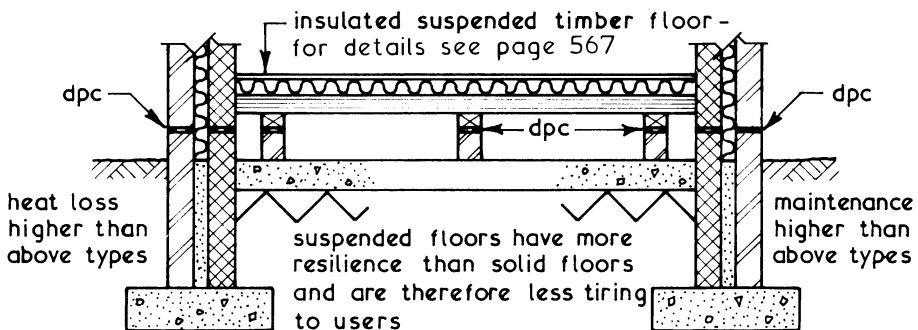 insulated suspended timber floor -
for details see page 567
dpc
dpc
dpc
heat loss
higher than
above types
suspended floors have more
resilience than solid floors
and are therefore less tiring
to users
maintenance
higher than
above types